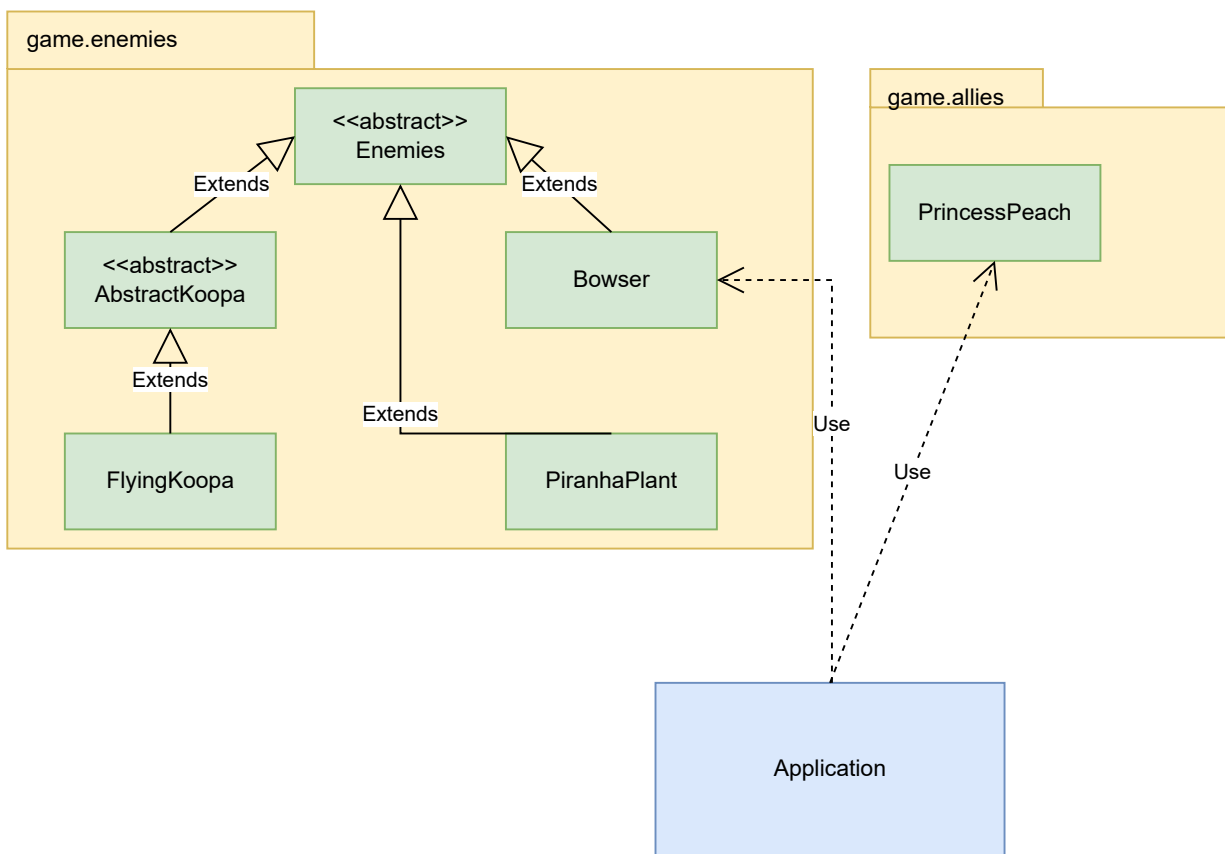 game.enemies
game.allies
<<abstract>>
Enemies
Extends
Extends
PrincessPeach
<<abstract>>
AbstractKoopa
Bowser
Extends
Extends
Use
FlyingKoopa
PiranhaPlant
Use
Application